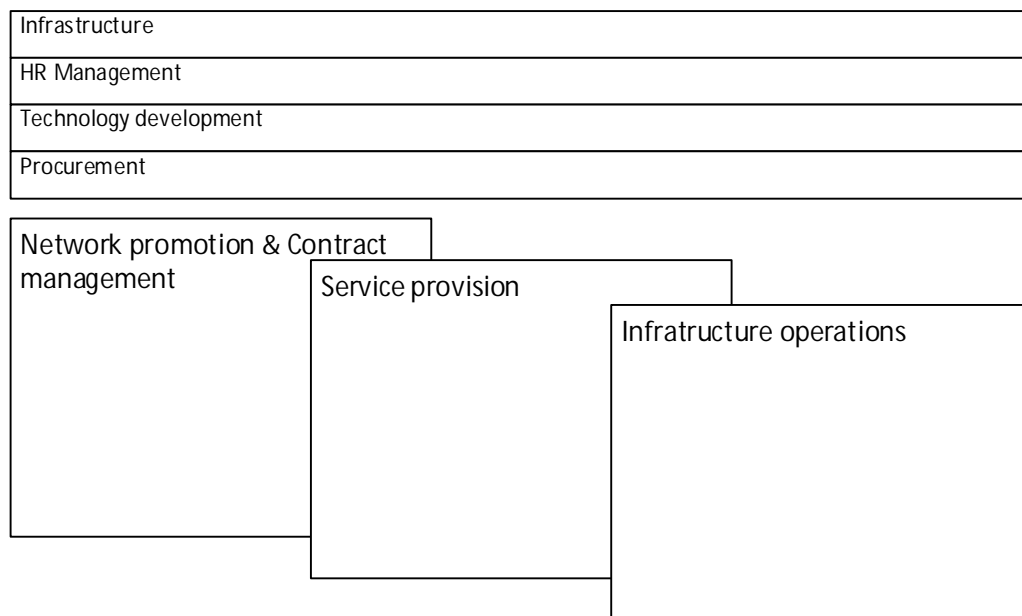 Infrastructure
HR Management
Technology development
Procurement
Network promotion & Contract
management
Service provision
Infratructure operations